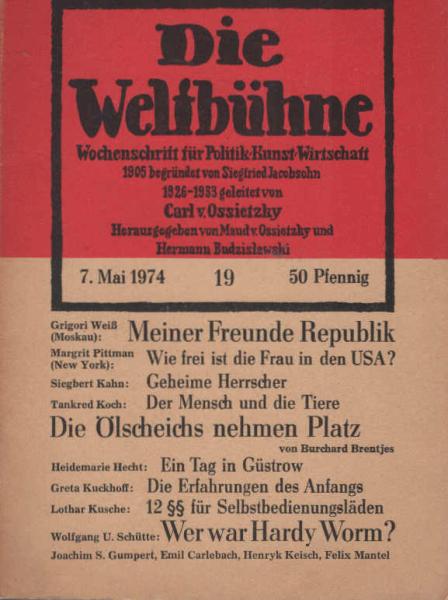 Die
Weltbühne
Wochenschrift für Politik·Kunst·Wirtschaft
1905 begründet von Siegfried Jacobsohn
1926-1933 geleitet von
Carl v. Ossietzky
Herausgegeben von Maud v. Ossietzky und
Hermann Budzislawski
7. Mai 1974 19 50 Pfennig
Grigori Weiß (Moskau): Meiner Freunde Republik
Margrit Pittman (New York): Wie frei ist die Frau in den USA?
Siegbert Kahn: Geheime Herrscher
Tankred Koch: Der Mensch und die Tiere
Die Ölscheichs nehmen Platz
von Burchard Brentjes
Heidemarie Hecht: Ein Tag in Güstrow
Greta Kuckhoff: Die Erfahrungen des Anfangs
Lothar Kusche: 12 §§ für Selbstbedienungsläden
Wolfgang U. Schütte: Wer war Hardy Worm?
Joachim S. Gumpert, Emil Carlebach, Henryk Keisch, Felix Mantel